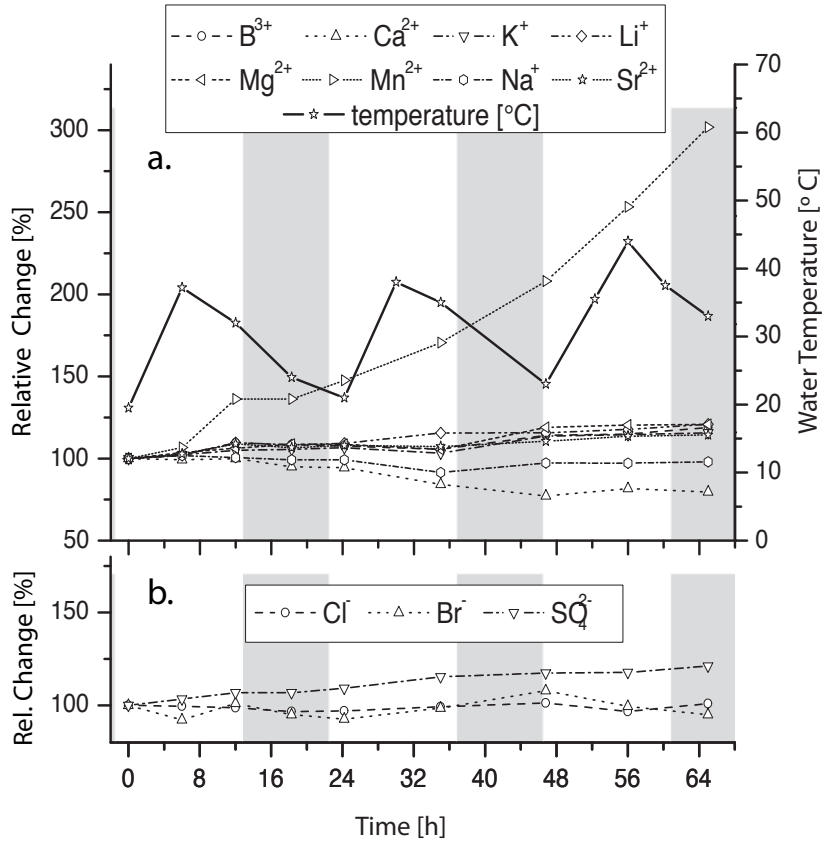 B³⁺ Ca²⁺ K⁺ Li⁺
Mg²⁺ Mn²⁺ Na⁺ Sr²⁺
temperature [°C]
a.
Relative Change [%]
300
250
200
150
100
50
Water Temperature [° C]
70
60
50
40
30
20
10
0
b.
Cl⁻ Br⁻ SO₄²⁻
Rel. Change [%]
150
100
0 8 16 24 32 40 48 56 64
Time [h]